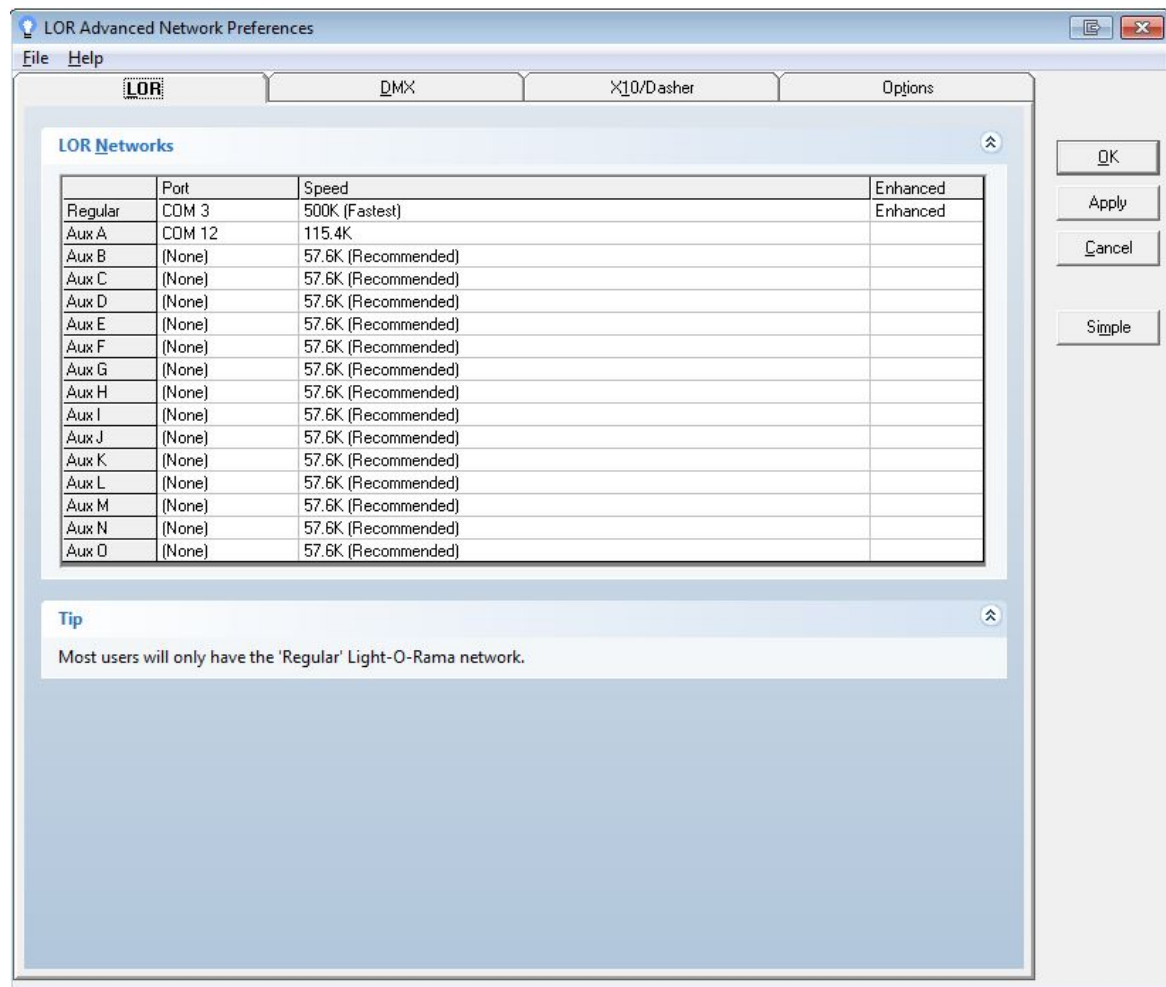 LOR Advanced Network Preferences
File Help
LOR DMX X10/Dasher Options
LOR Networks
Port Speed Enhanced
Regular COM 3 500K (Fastest) Enhanced
Aux A COM 12 115.4K
Aux B (None) 57.6K (Recommended)
Aux C (None) 57.6K (Recommended)
Aux D (None) 57.6K (Recommended)
Aux E (None) 57.6K (Recommended)
Aux F (None) 57.6K (Recommended)
Aux G (None) 57.6K (Recommended)
Aux H (None) 57.6K (Recommended)
Aux I (None) 57.6K (Recommended)
Aux J (None) 57.6K (Recommended)
Aux K (None) 57.6K (Recommended)
Aux L (None) 57.6K (Recommended)
Aux M (None) 57.6K (Recommended)
Aux N (None) 57.6K (Recommended)
Aux O (None) 57.6K (Recommended)
Tip
Most users will only have the 'Regular' Light-O-Rama network.
OK
Apply
Cancel
Simple